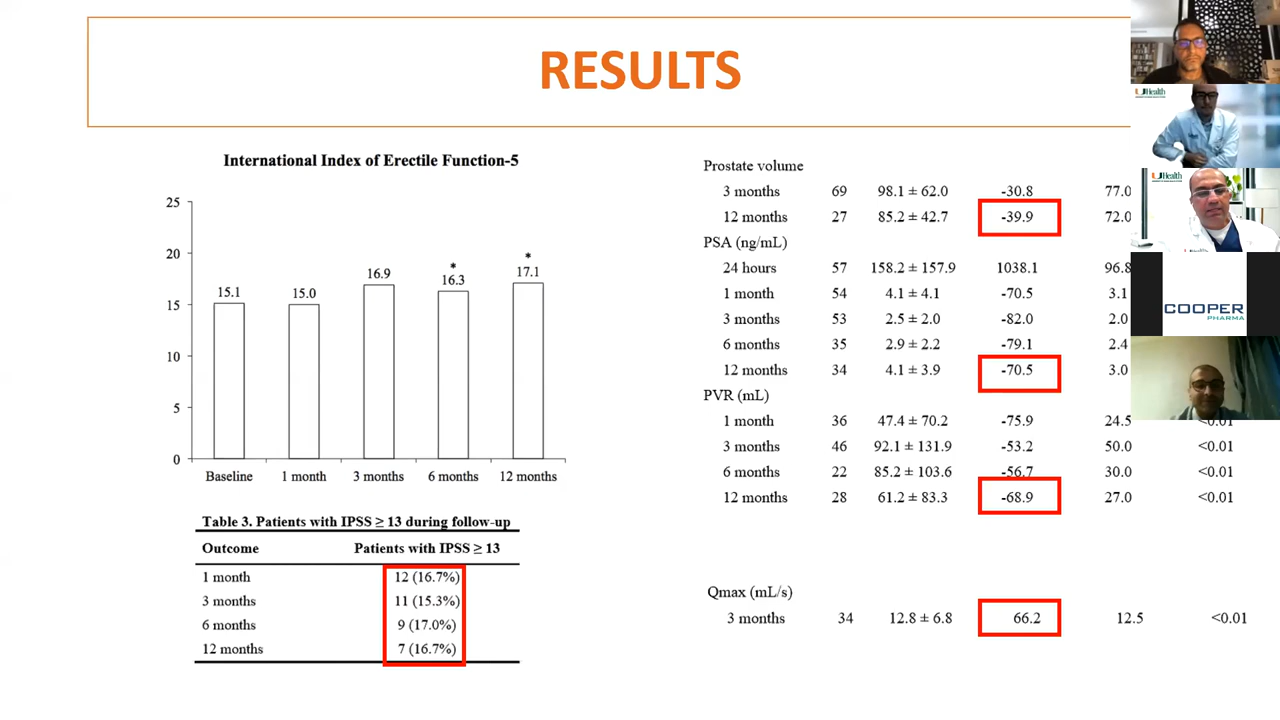 RESULTS
International Index of Erectile Function-5
25
20
15
10
5
0
15.1
15.0
16.9
*
16.3
*
17.1
Baseline 1 month 3 months 6 months 12 months
Table 3. Patients with IPSS ≥ 13 during follow-up
Outcome Patients with IPSS ≥ 13
1 month 12 (16.7%)
3 months 11 (15.3%)
6 months 9 (17.0%)
12 months 7 (16.7%)
Prostate volume
3 months 69 98.1 ± 62.0 -30.8 77.0
12 months 27 85.2 ± 42.7 -39.9 72.0
PSA (ng/mL)
24 hours 57 158.2 ± 157.9 1038.1 96.8
1 month 54 4.1 ± 4.1 -70.5 3.1
3 months 53 2.5 ± 2.0 -82.0 2.0
6 months 35 2.9 ± 2.2 -79.1 2.4
12 months 34 4.1 ± 3.9 -70.5 3.0
PVR (mL)
1 month 36 47.4 ± 70.2 -75.9 24.5 <0.01
3 months 46 92.1 ± 131.9 -53.2 50.0 <0.01
6 months 22 85.2 ± 103.6 -56.7 30.0 <0.01
12 months 28 61.2 ± 83.3 -68.9 27.0 <0.01
Qmax (mL/s)
3 months 34 12.8 ± 6.8 66.2 12.5 <0.01
UHealth
UHealth
COOPER
PHARMA